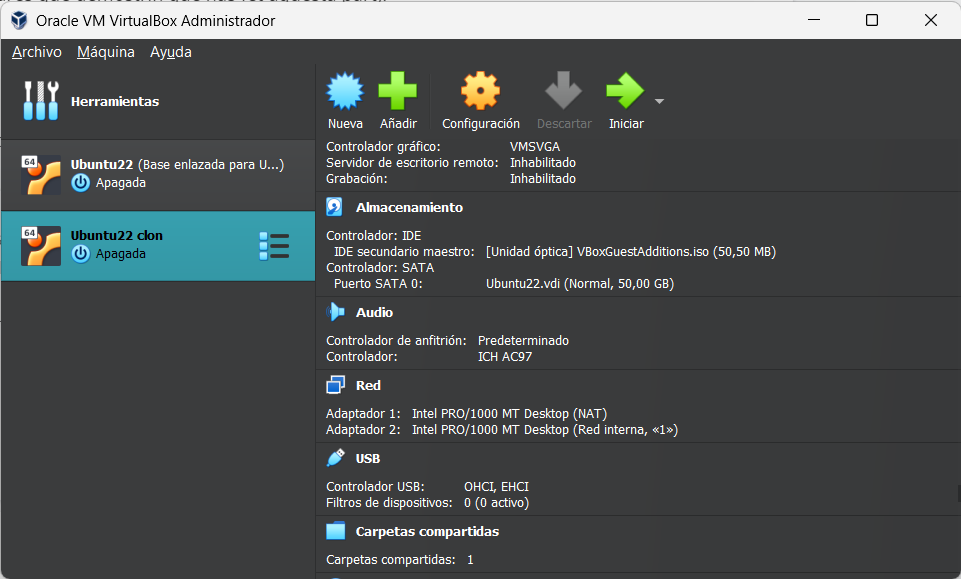 Oracle VM VirtualBox Administrador
Archivo Máquina Ayuda
Herramientas
Nueva Añadir Configuración Descartar Iniciar
64
Ubuntu22 (Base enlazada para U...)
Apagada
64
Ubuntu22 clon
Apagada
Controlador gráfico: VMSVGA
Servidor de escritorio remoto: Inhabilitado
Grabación: Inhabilitado
Almacenamiento
Controlador: IDE
IDE secundario maestro: [Unidad óptica] VBoxGuestAdditions.iso (50,50 MB)
Controlador: SATA
Puerto SATA 0: Ubuntu22.vdi (Normal, 50,00 GB)
Audio
Controlador de anfitrión: Predeterminado
Controlador: ICH AC97
Red
Adaptador 1: Intel PRO/1000 MT Desktop (NAT)
Adaptador 2: Intel PRO/1000 MT Desktop (Red interna, «1»)
USB
Controlador USB: OHCI, EHCI
Filtros de dispositivos: 0 (0 activo)
Carpetas compartidas
Carpetas compartidas: 1